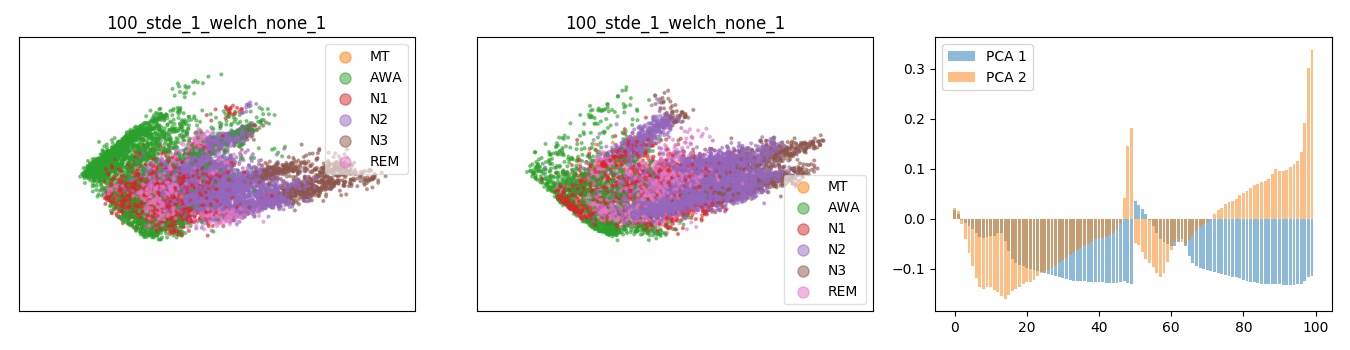 100_stde_1_welch_none_1
MT
AWA
N1
N2
N3
REM
100_stde_1_welch_none_1
MT
AWA
N1
N2
N3
REM
PCA 1
PCA 2
0.3
0.2
0.1
0.0
−0.1
0 20 40 60 80 100